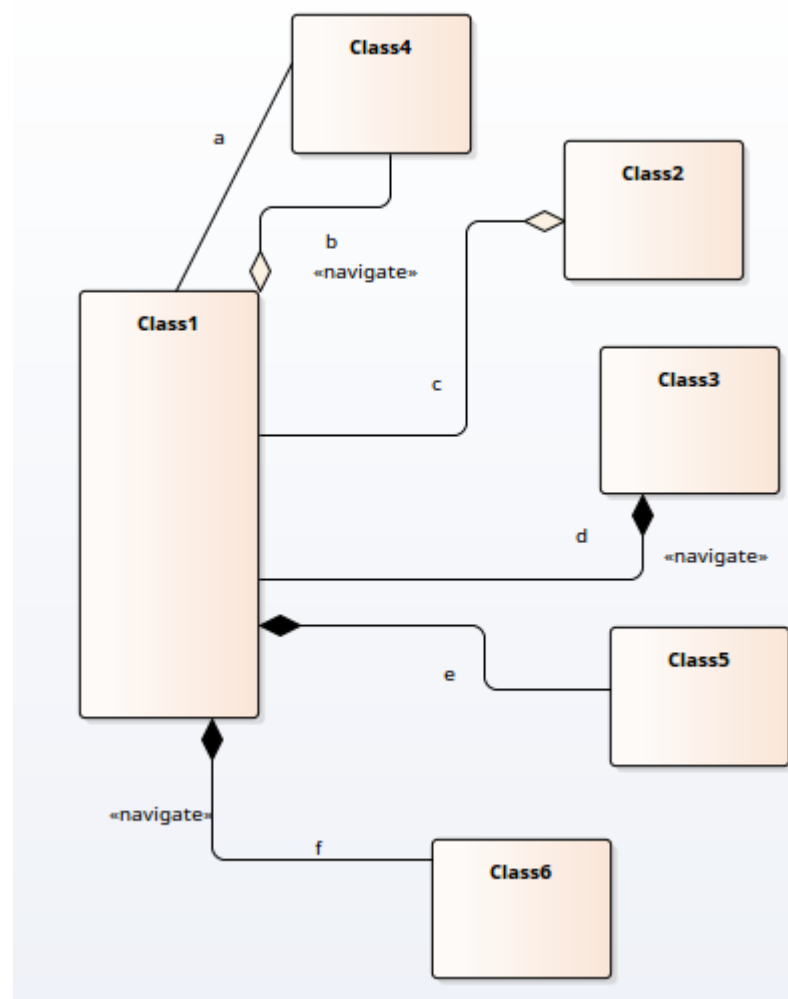 Class4
a
Class2
b
«navigate»
Class1
Class3
c
d
«navigate»
Class5
e
«navigate»
f
Class6